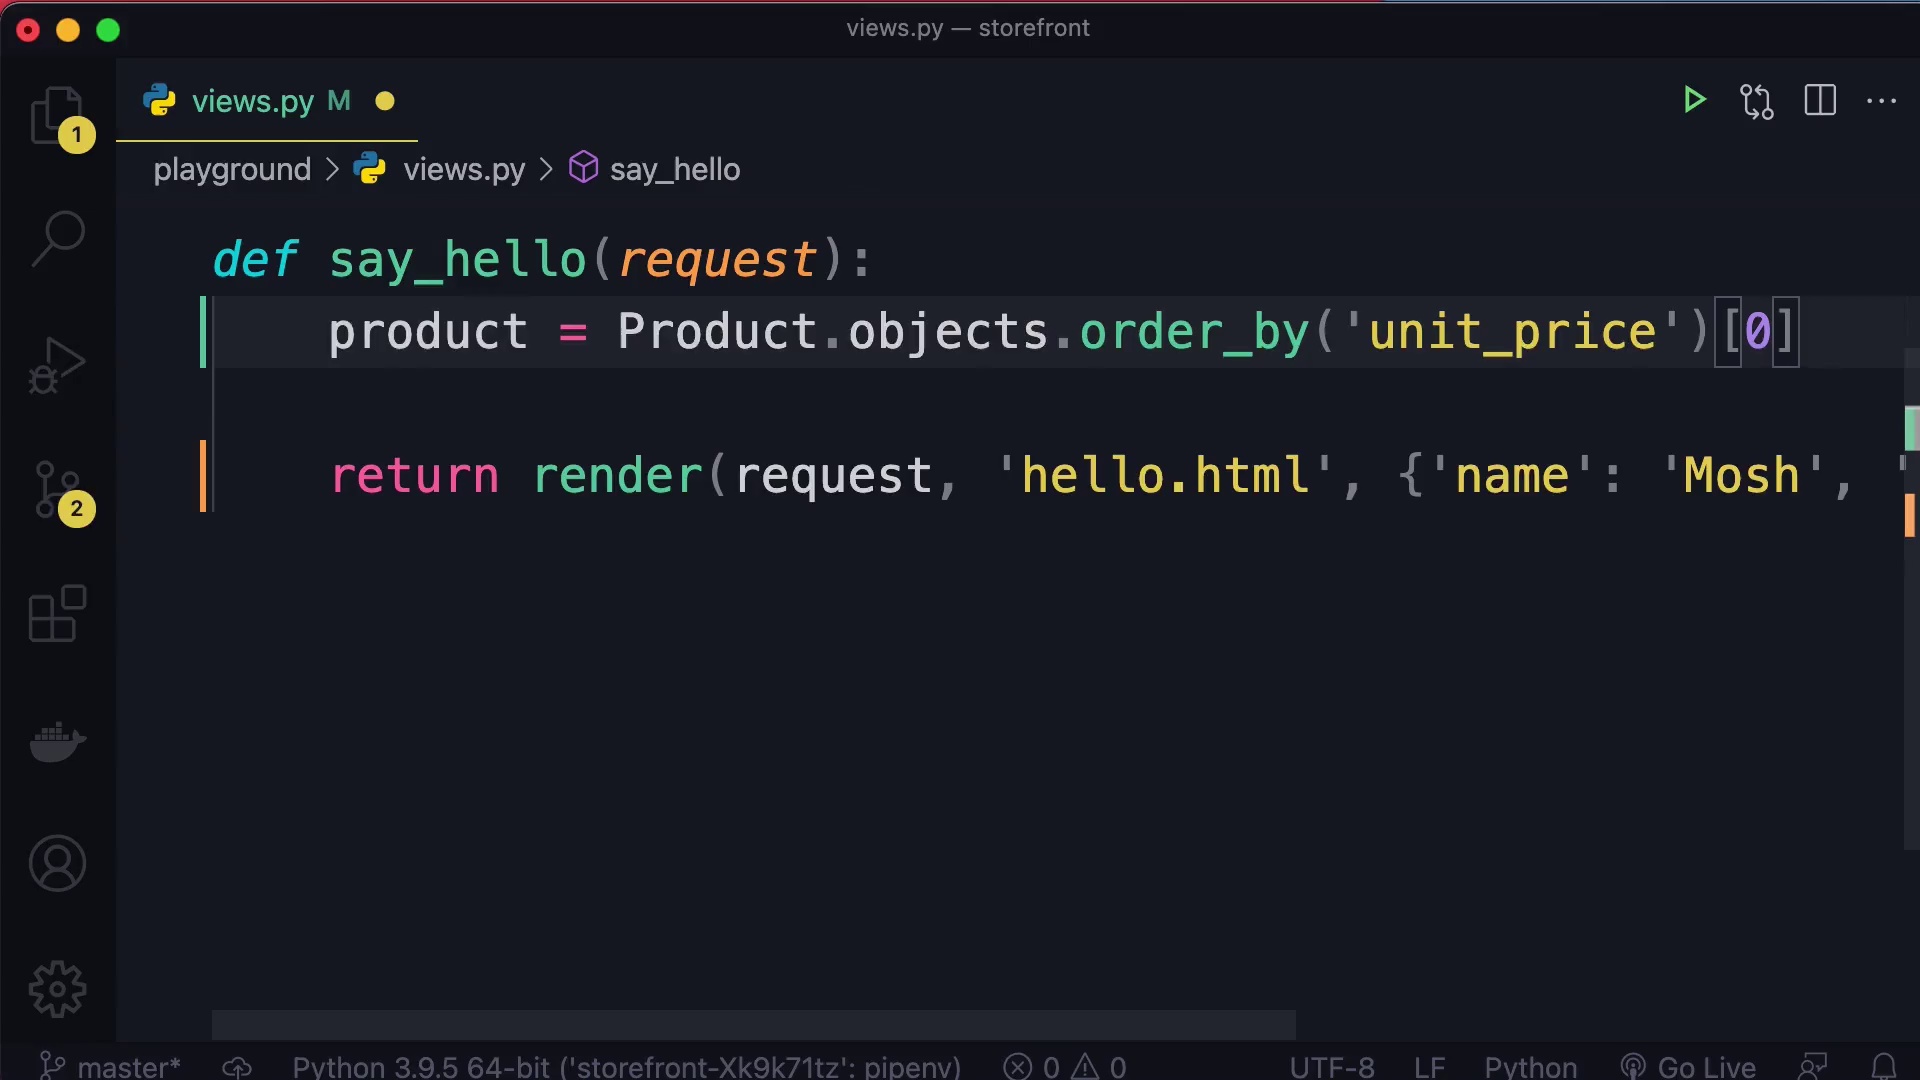 views.py — storefront
views.py M
1
playground > views.py > say_hello
def say_hello(request):
product = Product.objects.order_by('unit_price')[0]
return render(request, 'hello.html', {'name': 'Mosh', '
2
master* Python 3.9.5 64-bit ('storefront-Xk9k71tz': pipenv) 0 0 UTF-8 LF Python Go Live